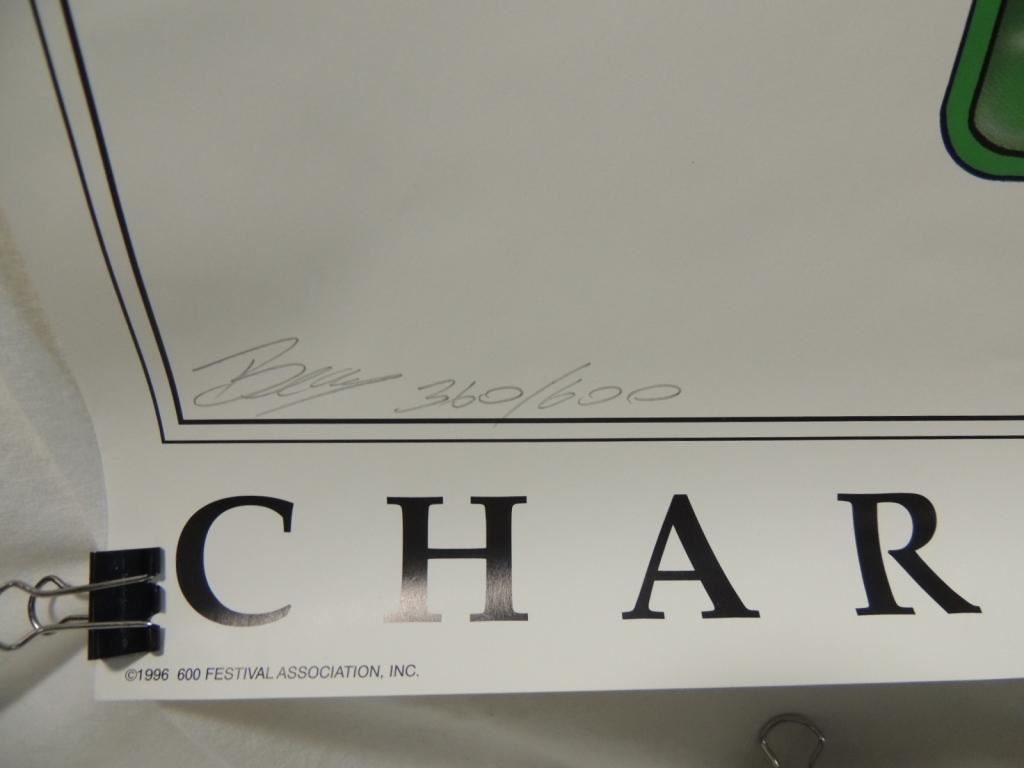 360/600
CHAR
©1996 600 FESTIVAL ASSOCIATION, INC.